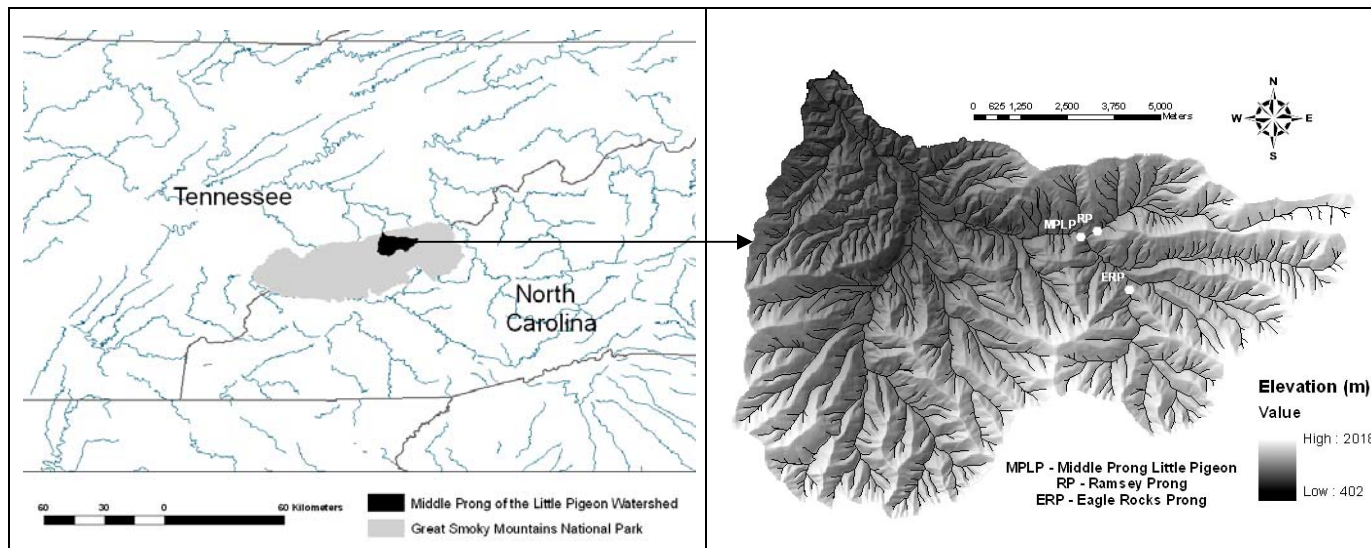 Tennessee
North
Carolina
60 30 0 60 Kilometers
Middle Prong of the Little Pigeon Watershed
Great Smoky Mountains National Park
0 625 1,250 2,500 3,750 5,000
Meters
N
W E
S
MPLP RP
ERP
Elevation (m)
Value
High : 2018
Low : 402
MPLP - Middle Prong Little Pigeon
RP - Ramsey Prong
ERP - Eagle Rocks Prong